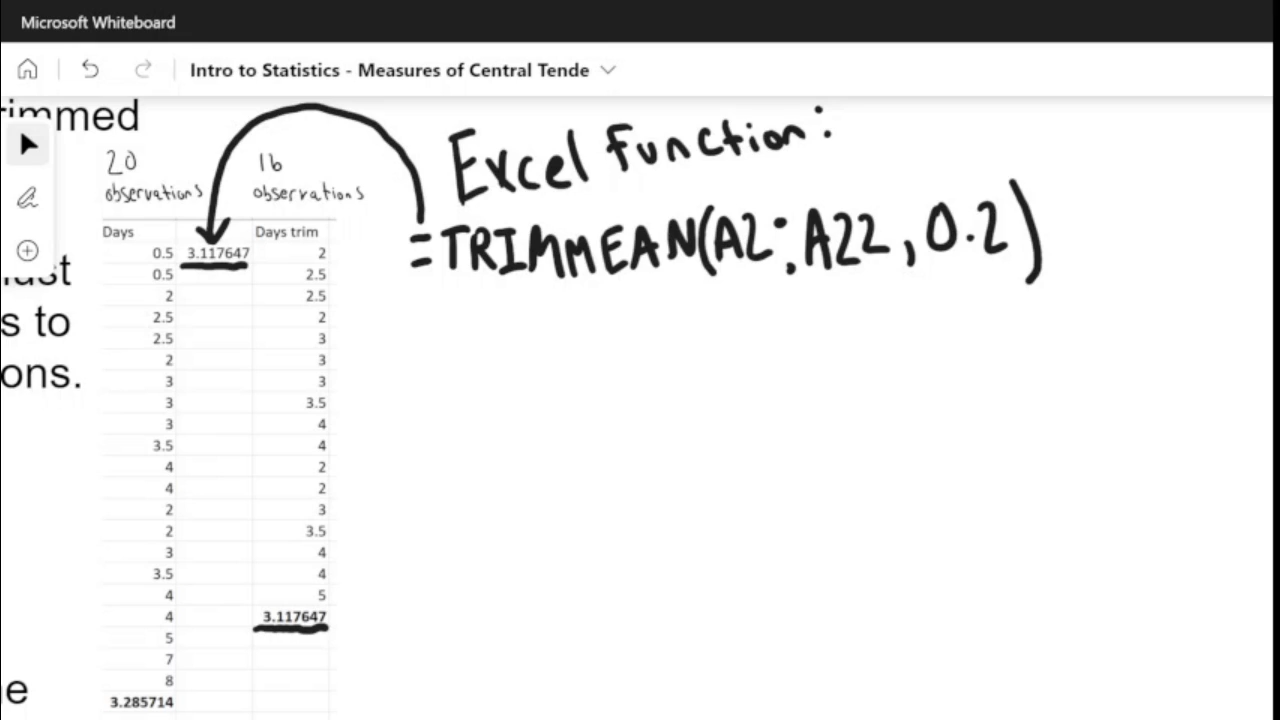 Microsoft Whiteboard
Intro to Statistics - Measures of Central Tende
rimmed
s to
ons.
e
20 observations
16 observations
Days Days trim
0.5 3.117647 2
0.5 2.5
2 2.5
2.5 2
2.5 3
2 3
3 3
3 3.5
3 4
3.5 4
4 2
4 2
2 3
2 3.5
3 4
3.5 4
4 5
4 3.117647
5
7
8
3.285714
Excel Function:
=TRIMMEAN(A2:A22,0.2)